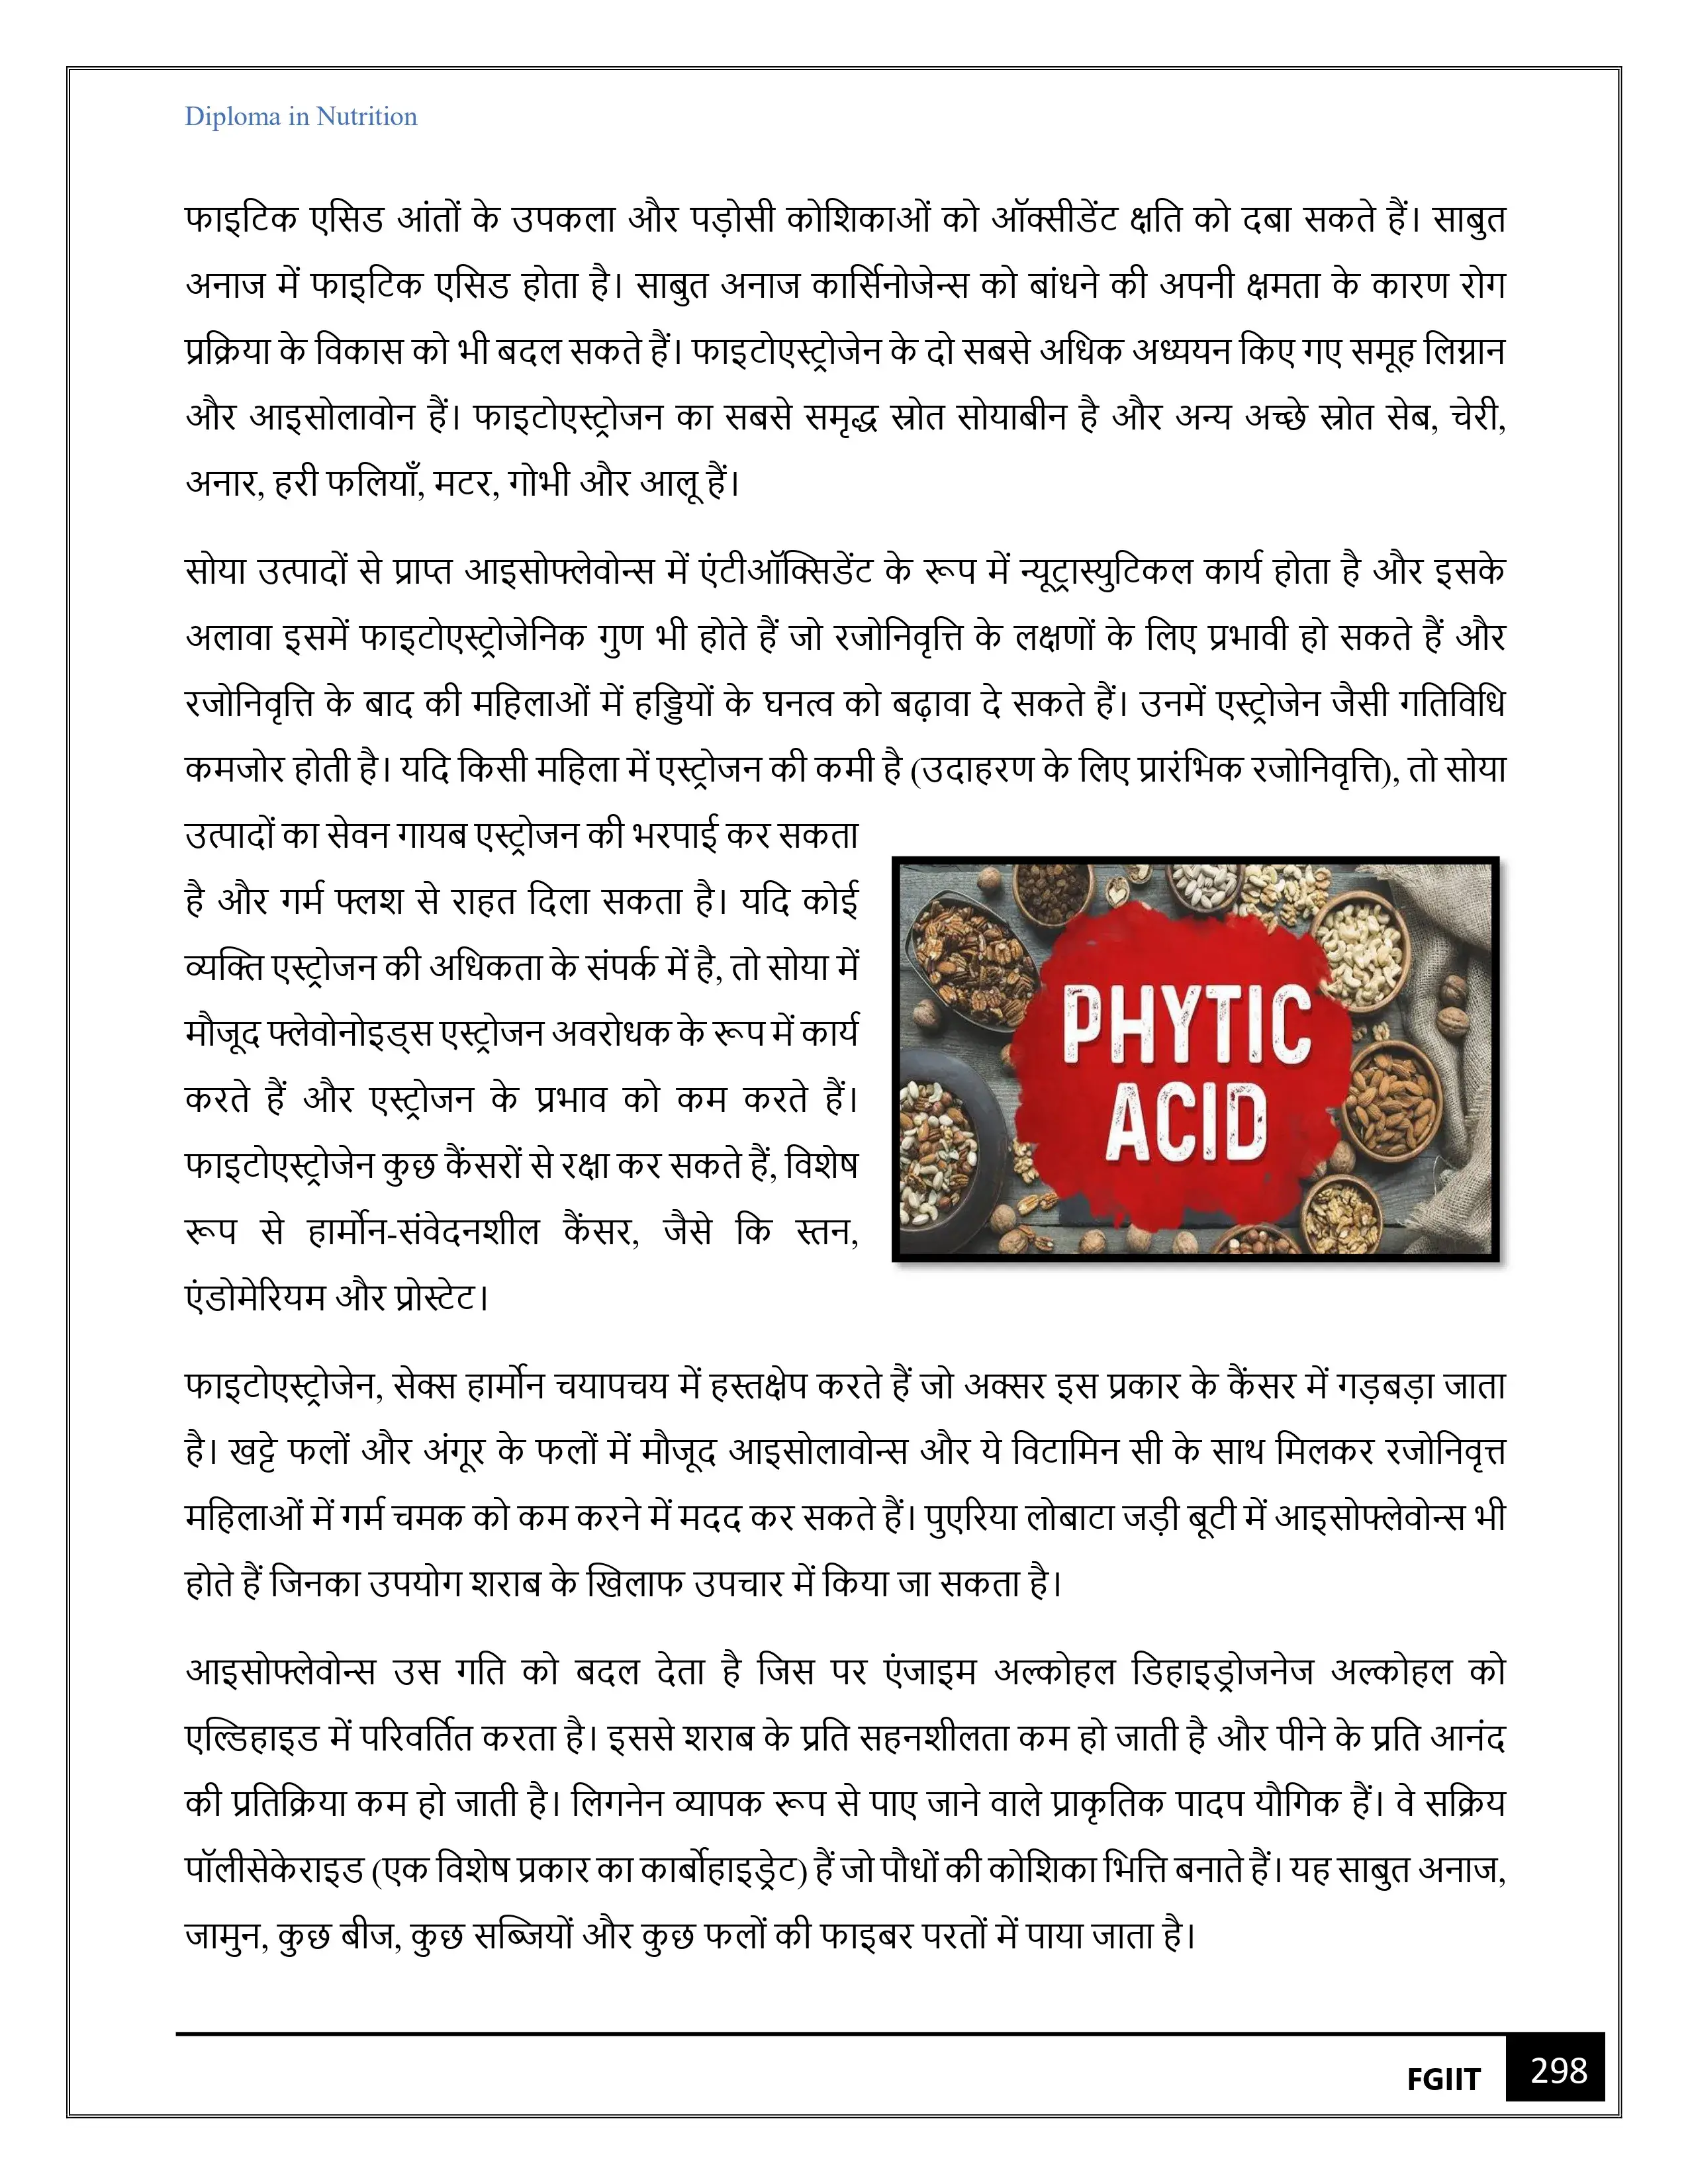 Diploma in Nutrition
फाइटिक एसिड आंतों के उपकला और पड़ोसी कोशिकाओं को ऑक्सीडेंट क्षति को दबा सकते हैं। साबुत
अनाज में फाइटिक एसिड होता है। साबुत अनाज कार्सिनोजेन्स को बांधने की अपनी क्षमता के कारण रोग
प्रक्रिया के विकास को भी बदल सकते हैं। फाइटोएस्ट्रोजेन के दो सबसे अधिक अध्ययन किए गए समूह लिग्नान
और आइसोलावोन हैं। फाइटोएस्ट्रोजन का सबसे समृद्ध स्रोत सोयाबीन है और अन्य अच्छे स्रोत सेब, चेरी,
अनार, हरी फलियाँ, मटर, गोभी और आलू हैं।
सोया उत्पादों से प्राप्त आइसोफ्लेवोन्स में एंटीऑक्सिडेंट के रूप में न्यूट्रास्युटिकल कार्य होता है और इसके
अलावा इसमें फाइटोएस्ट्रोजेनिक गुण भी होते हैं जो रजोनिवृत्ति के लक्षणों के लिए प्रभावी हो सकते हैं और
रजोनिवृत्ति के बाद की महिलाओं में हड्डियों के घनत्व को बढ़ावा दे सकते हैं। उनमें एस्ट्रोजेन जैसी गतिविधि
कमजोर होती है। यदि किसी महिला में एस्ट्रोजन की कमी है (उदाहरण के लिए प्रारंभिक रजोनिवृत्ति), तो सोया
उत्पादों का सेवन गायब एस्ट्रोजन की भरपाई कर सकता
है और गर्म फ्लश से राहत दिला सकता है। यदि कोई
व्यक्ति एस्ट्रोजन की अधिकता के संपर्क में है, तो सोया में
मौजूद फ्लेवोनोइड्स एस्ट्रोजन अवरोधक के रूप में कार्य
करते हैं और एस्ट्रोजन के प्रभाव को कम करते हैं।
फाइटोएस्ट्रोजेन कुछ कैंसरों से रक्षा कर सकते हैं, विशेष
रूप से हार्मोन-संवेदनशील कैंसर, जैसे कि स्तन,
एंडोमेरियम और प्रोस्टेट।
PHYTIC
ACID
फाइटोएस्ट्रोजेन, सेक्स हार्मोन चयापचय में हस्तक्षेप करते हैं जो अक्सर इस प्रकार के कैंसर में गड़बड़ा जाता
है। खट्टे फलों और अंगूर के फलों में मौजूद आइसोलावोन्स और ये विटामिन सी के साथ मिलकर रजोनिवृत्त
महिलाओं में गर्म चमक को कम करने में मदद कर सकते हैं। पुएरिया लोबाटा जड़ी बूटी में आइसोफ्लेवोन्स भी
होते हैं जिनका उपयोग शराब के खिलाफ उपचार में किया जा सकता है।
आइसोफ्लेवोन्स उस गति को बदल देता है जिस पर एंजाइम अल्कोहल डिहाइड्रोजनेज अल्कोहल को
एल्डिहाइड में परिवर्तित करता है। इससे शराब के प्रति सहनशीलता कम हो जाती है और पीने के प्रति आनंद
की प्रतिक्रिया कम हो जाती है। लिगनेन व्यापक रूप से पाए जाने वाले प्राकृतिक पादप यौगिक हैं। वे सक्रिय
पॉलीसेकेराइड (एक विशेष प्रकार का कार्बोहाइड्रेट) हैं जो पौधों की कोशिका भित्ति बनाते हैं। यह साबुत अनाज,
जामुन, कुछ बीज, कुछ सब्जियों और कुछ फलों की फाइबर परतों में पाया जाता है।
FGIIT 298